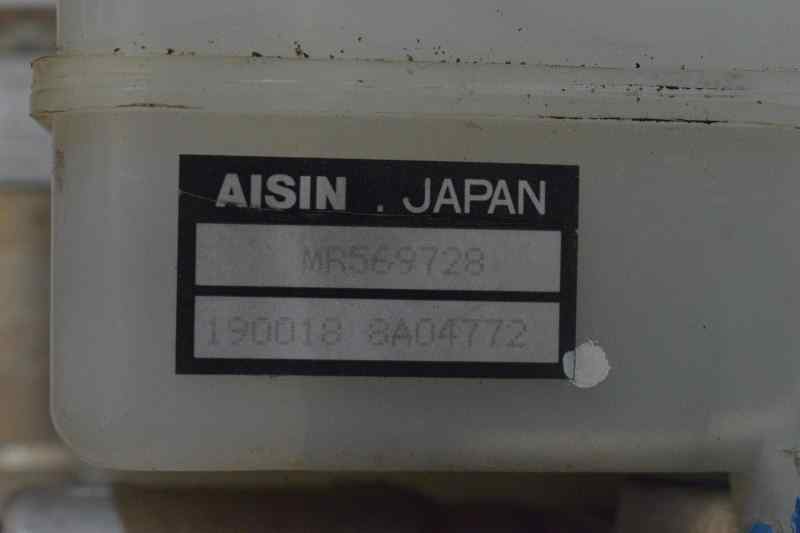 AISIN . JAPAN
MR569728
190018 8A04772